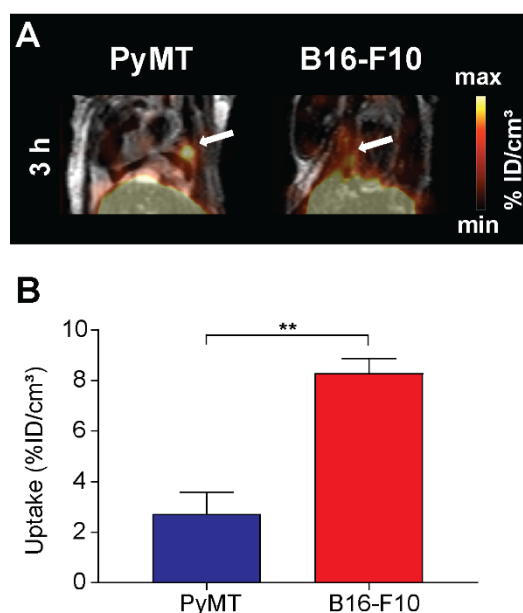 A
PyMT B16-F10
3 h
max
% ID/cm³
min
B
Uptake (%ID/cm³)
10
8
6
4
2
0
**
PyMT B16-F10